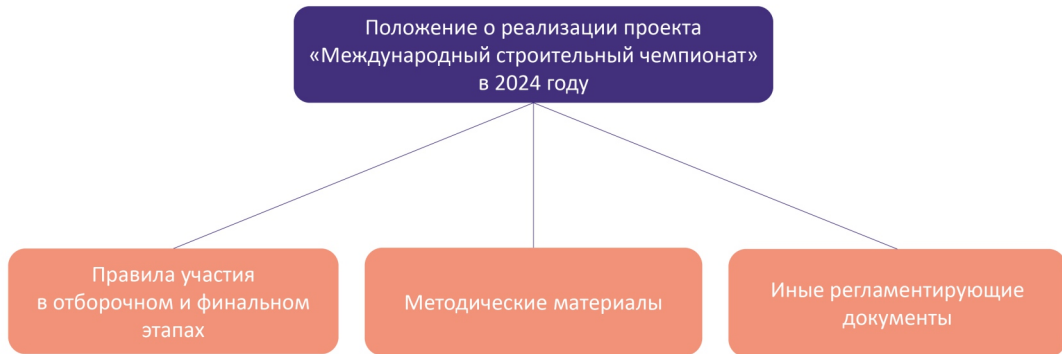 Положение о реализации проекта
«Международный строительный чемпионат»
в 2024 году
Правила участия
в отборочном и финальном
этапах
Методические материалы
Иные регламентирующие
документы